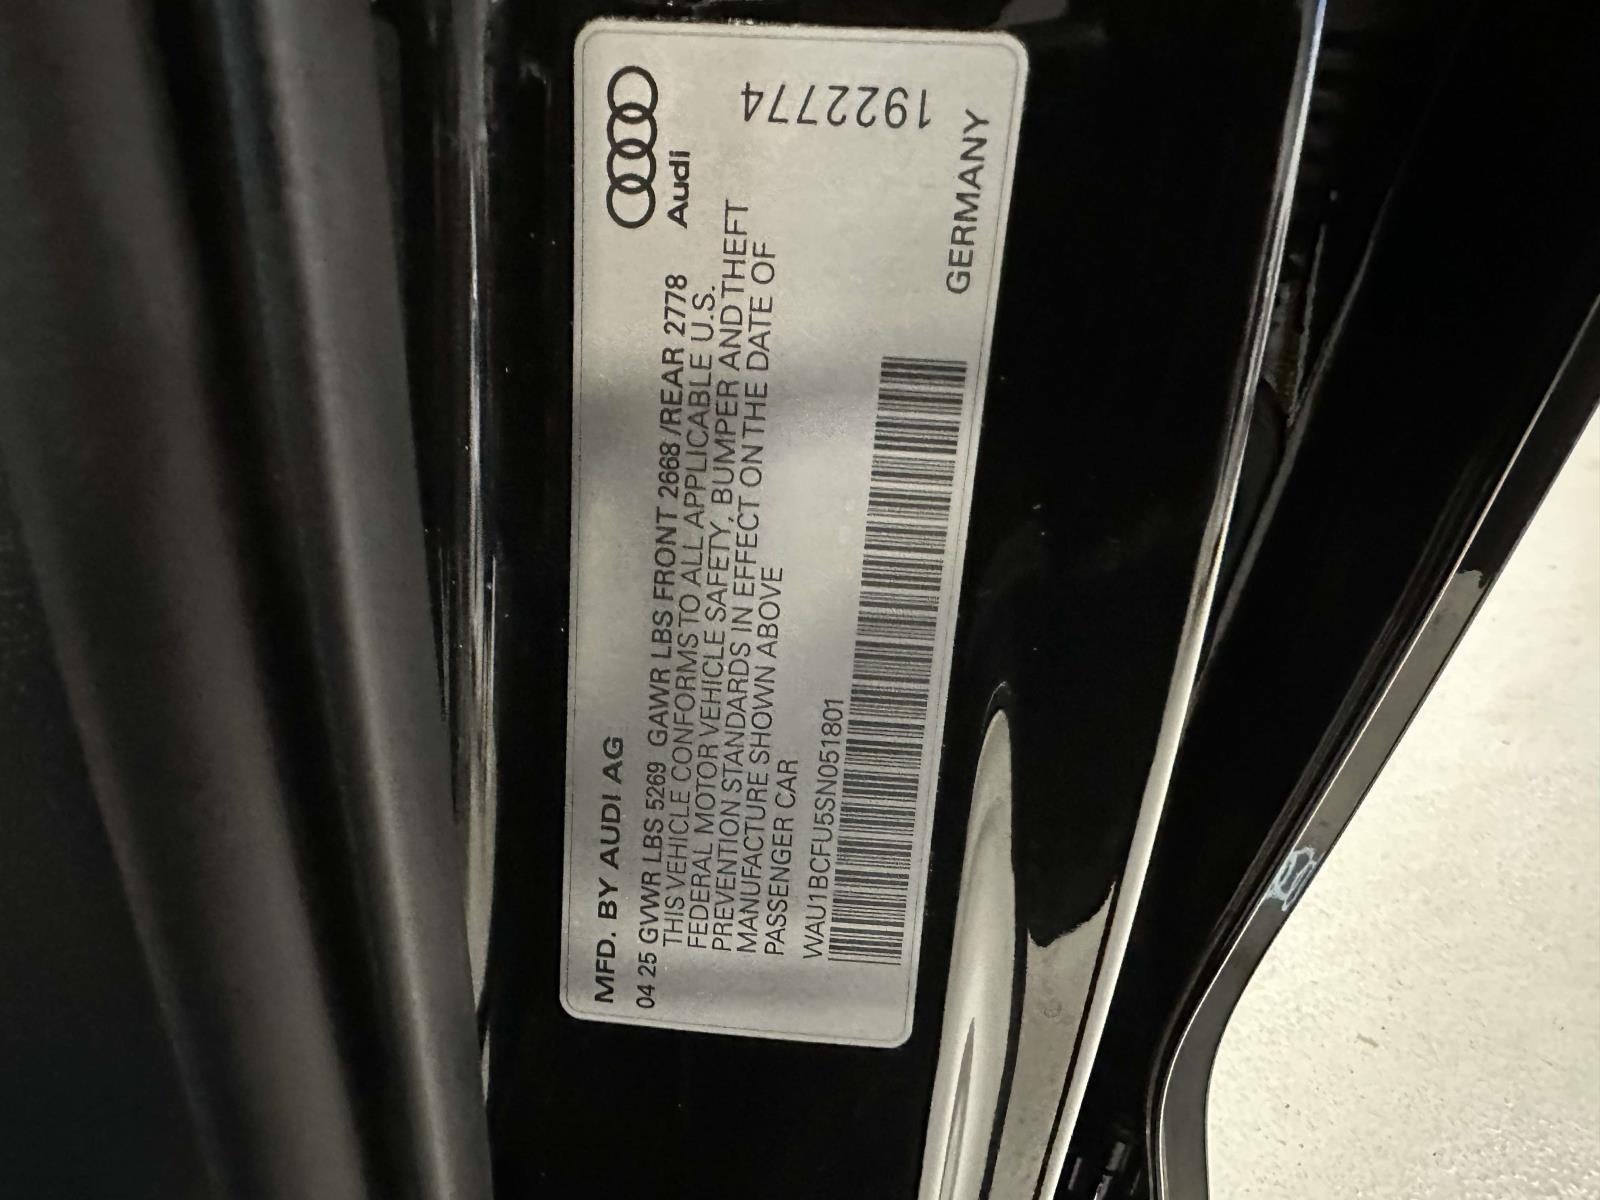 MFD. BY AUDI AG
Audi
04 25 GVWR LBS 5269 GAWR LBS FRONT 2668 /REAR 2778
THIS VEHICLE CONFORMS TO ALL APPLICABLE U.S.
FEDERAL MOTOR VEHICLE SAFETY, BUMPER AND THEFT
PREVENTION STANDARDS IN EFFECT ON THE DATE OF
MANUFACTURE SHOWN ABOVE
PASSENGER CAR
1922774
WAU1BCFU5SN051801
GERMANY